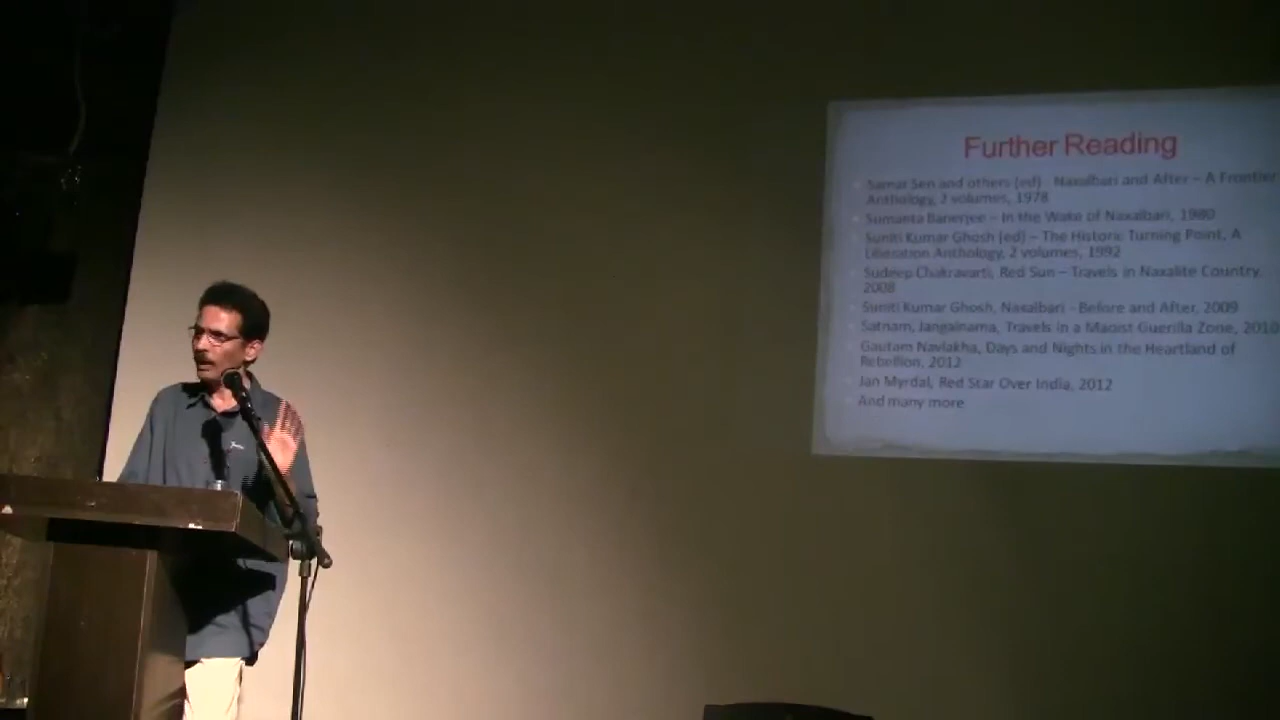 Further Reading
Samar Sen and others (ed) - Naxalbari and After – A Frontier
Anthology, 2 volumes, 1978
Sumanta Banerjee – In the Wake of Naxalbari, 1980
Suniti Kumar Ghosh (ed) – The Historic Turning Point, A
Liberation Anthology, 2 volumes, 1992
Sudeep Chakravarti, Red Sun – Travels in Naxalite Country,
2008
Suniti Kumar Ghosh, Naxalbari - Before and After, 2009
Satnam, Jangalnama, Travels in a Maoist Guerilla Zone, 2010
Gautam Navlakha, Days and Nights in the Heartland of
Rebellion, 2012
Jan Myrdal, Red Star Over India, 2012
And many more